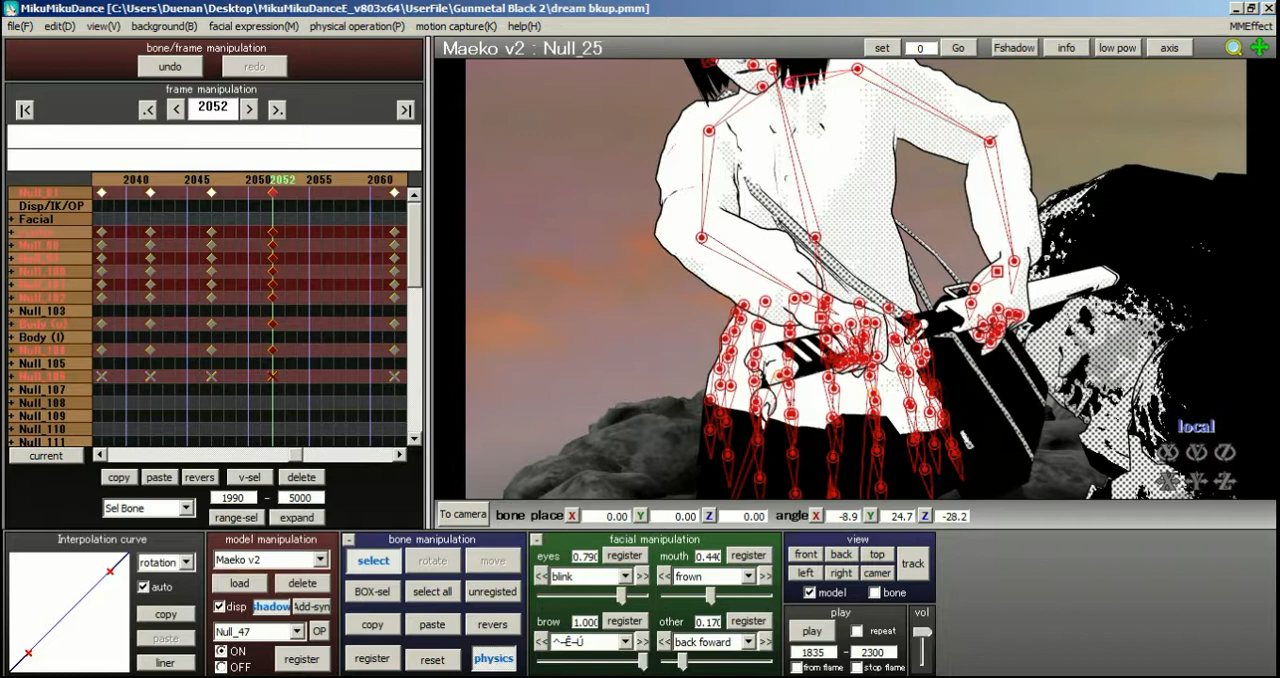 MikuMikuDance [C:\Users\Duenan\Desktop\MikuMikuDanceE_v803x64\UserFile\Gunmetal Black 2\dream bkup.pmm]
file(F) edit(D) view(V) background(B) facial expression(M) physical operation(P) motion capture(K) help(H) MMEffect
bone/frame manipulation
undo redo
frame manipulation
|< .< < 2052 > >. >|
2040 2045 2050 2052 2055 2060
Disp/IK/OP
+ Facial
+ Null_100
+ Null_102
+ Null_103
+ Body (u)
+ Body (l)
+ Null_105
+ Null_106
+ Null_107
+ Null_108
+ Null_109
+ Null_110
+ Null_111
current
copy paste revers v-sel delete
Sel Bone 1990 - 5000
range-sel expand
Maeko v2 : Null_25 set 0 Go Fshadow info low pow axis
local
X Y Z
X Y Z
To camera bone place X 0.00 Y 0.00 Z 0.00 angle X -8.9 Y 24.7 Z -28.2
Interpolation curve
rotation
auto
copy
paste
liner
model manipulation
Maeko v2
load delete
disp shadow Add-syn
Null_47 OP
ON
OFF register
- bone manipulation
select rotate move
BOX-sel select all unregisted
copy paste revers
register reset physics
- facial manipulation
eyes 0.790 register mouth register
<< blink >> << frown >>
brow 1.000 register other register
<< >> << back foward >>
view
front back top
left right camer track
model bone
play
play repeat
1835 - 2300
from flame stop flame
vol